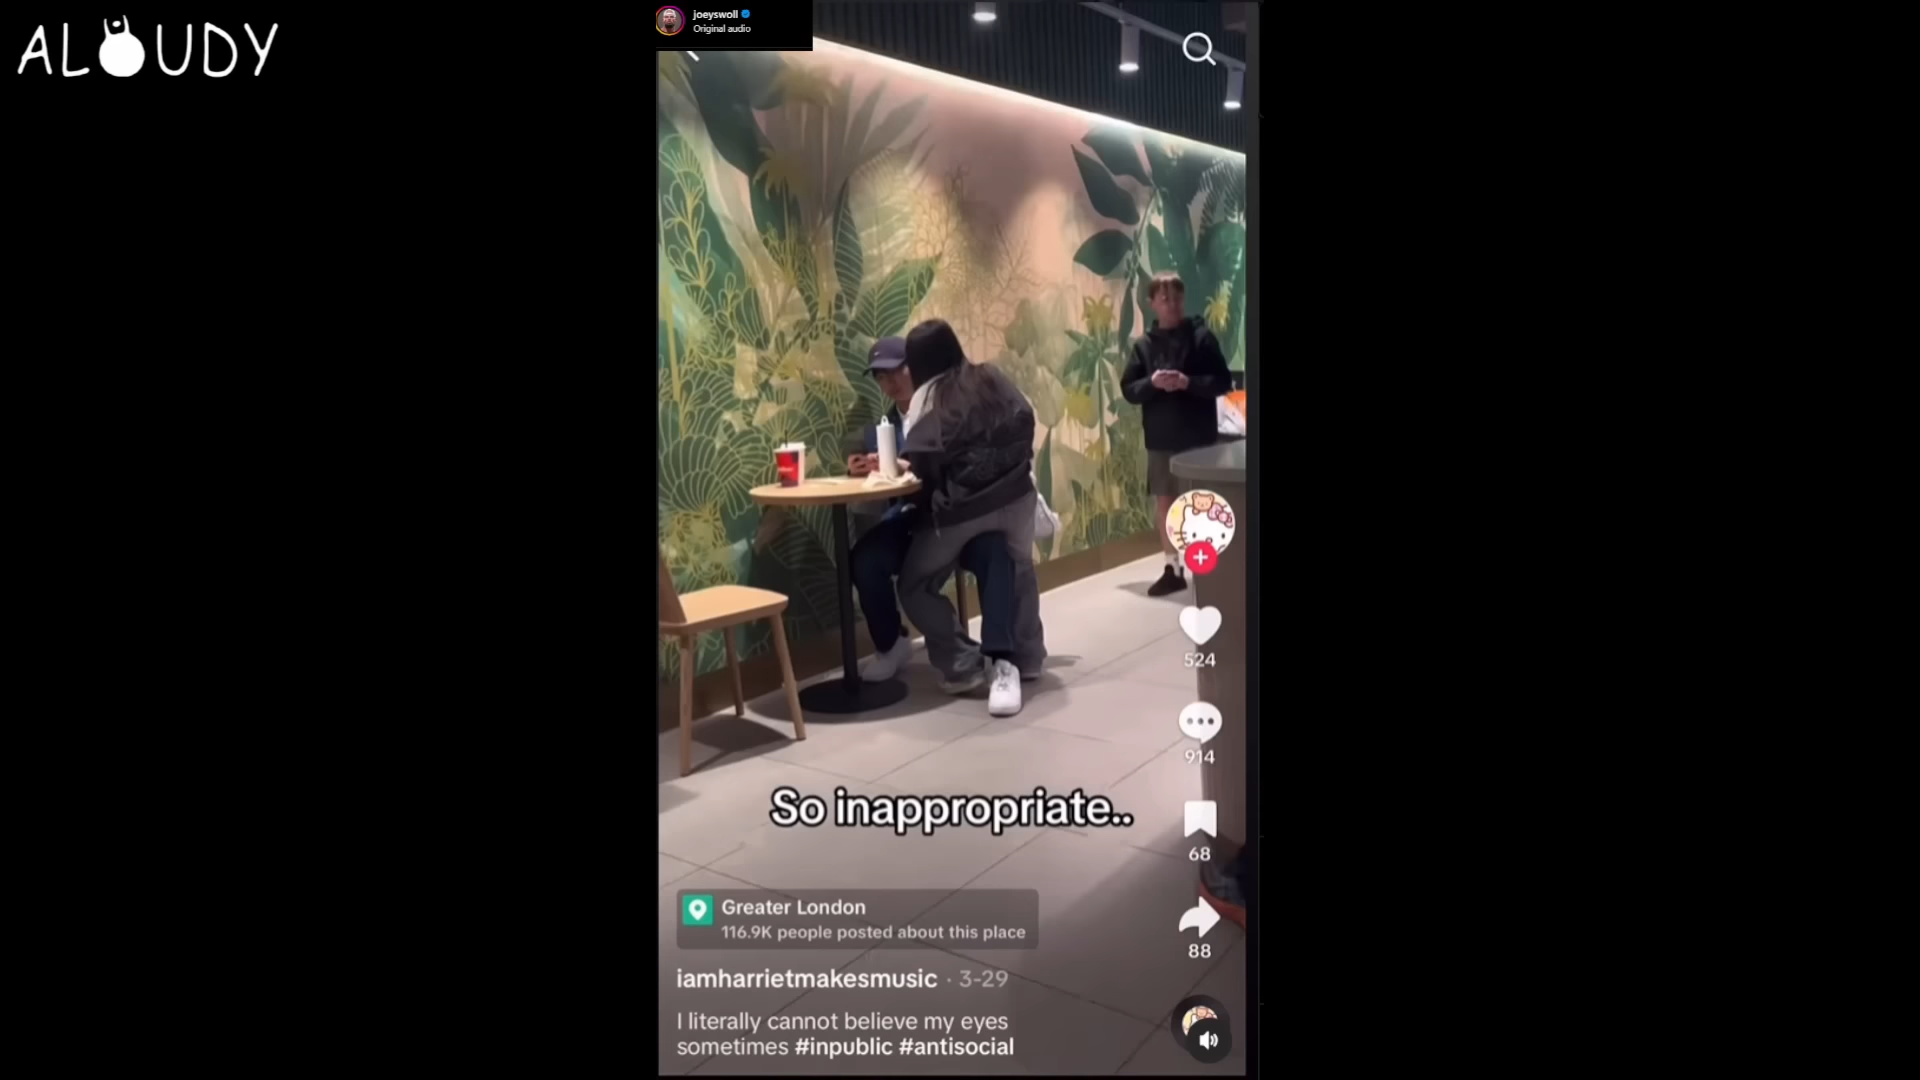 ALOUDY
joeyswoll
Original audio
524
914
So inappropriate..
68
Greater London
116.9K people posted about this place
88
iamharrietmakesmusic · 3-29
I literally cannot believe my eyes
sometimes #inpublic #antisocial